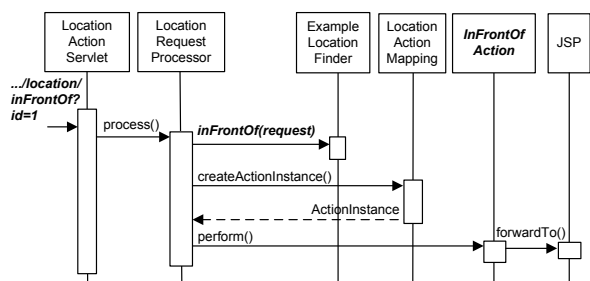 Location
Action
Servlet
Location
Request
Processor
Example
Location
Finder
Location
Action
Mapping
InFrontOf
Action
JSP
.../location/
inFrontOf?
id=1
process()
inFrontOf(request)
createActionInstance()
ActionInstance
perform()
forwardTo()